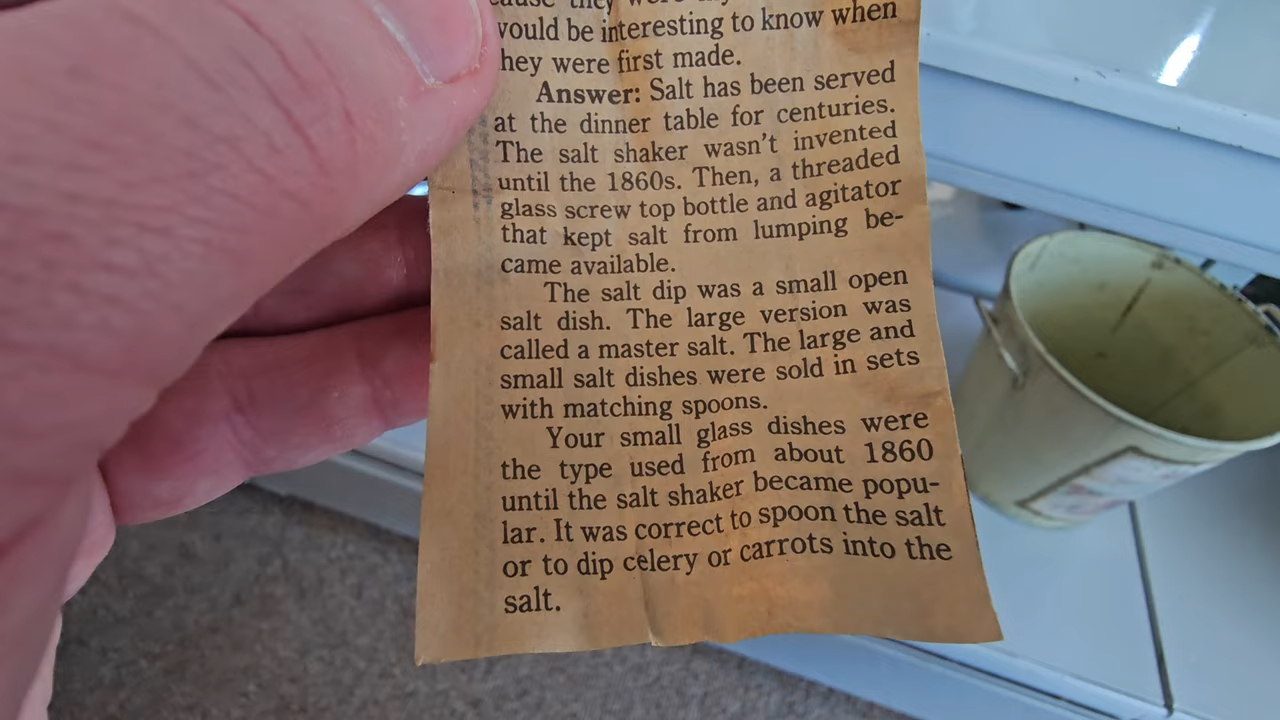 would be interesting to know when
they were first made.
Answer: Salt has been served
at the dinner table for centuries.
The salt shaker wasn't invented
until the 1860s. Then, a threaded
glass screw top bottle and agitator
that kept salt from lumping be-
came available.
The salt dip was a small open
salt dish. The large version was
called a master salt. The large and
small salt dishes were sold in sets
with matching spoons.
Your small glass dishes were
the type used from about 1860
until the salt shaker became popu-
lar. It was correct to spoon the salt
or to dip celery or carrots into the
salt.